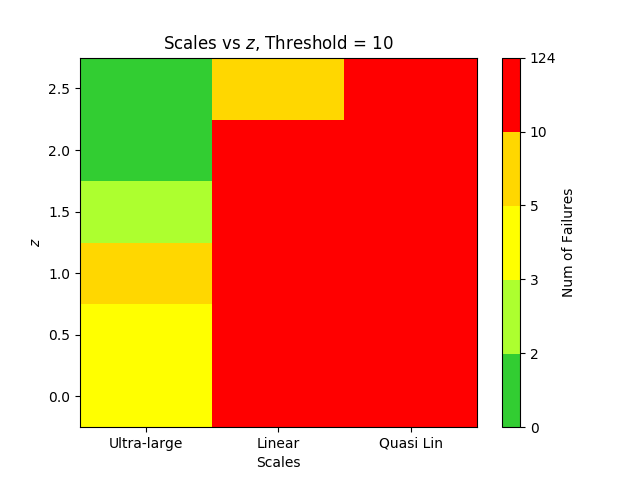 Scales vs z, Threshold = 10
2.5
2.0
1.5
1.0
0.5
0.0
z
Ultra-large
Linear
Quasi Lin
Scales
124
10
5
3
2
0
Num of Failures